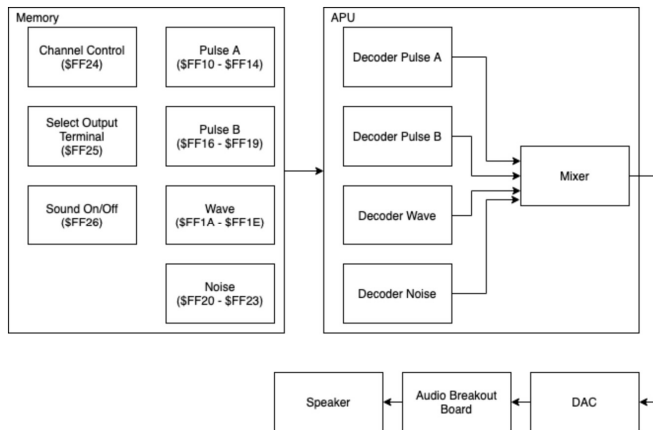 Memory
Channel Control
($FF24)
Pulse A
($FF10 - $FF14)
Select Output
Terminal
($FF25)
Pulse B
($FF16 - $FF19)
Sound On/Off
($FF26)
Wave
($FF1A - $FF1E)
Noise
($FF20 - $FF23)
APU
Decoder Pulse A
Decoder Pulse B
Decoder Wave
Decoder Noise
Mixer
Speaker
Audio Breakout
Board
DAC